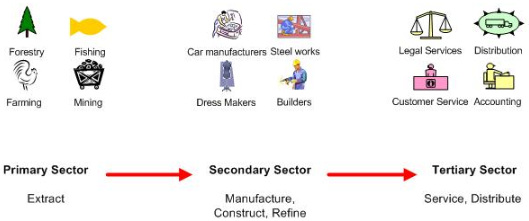 Forestry
Fishing
Car manufacturers
Steel works
Legal Services
Distribution
Farming
Mining
Dress Makers
Builders
Customer Service
Accounting
Primary Sector
Secondary Sector
Tertiary Sector
Extract
Manufacture,
Construct, Refine
Service, Distribute